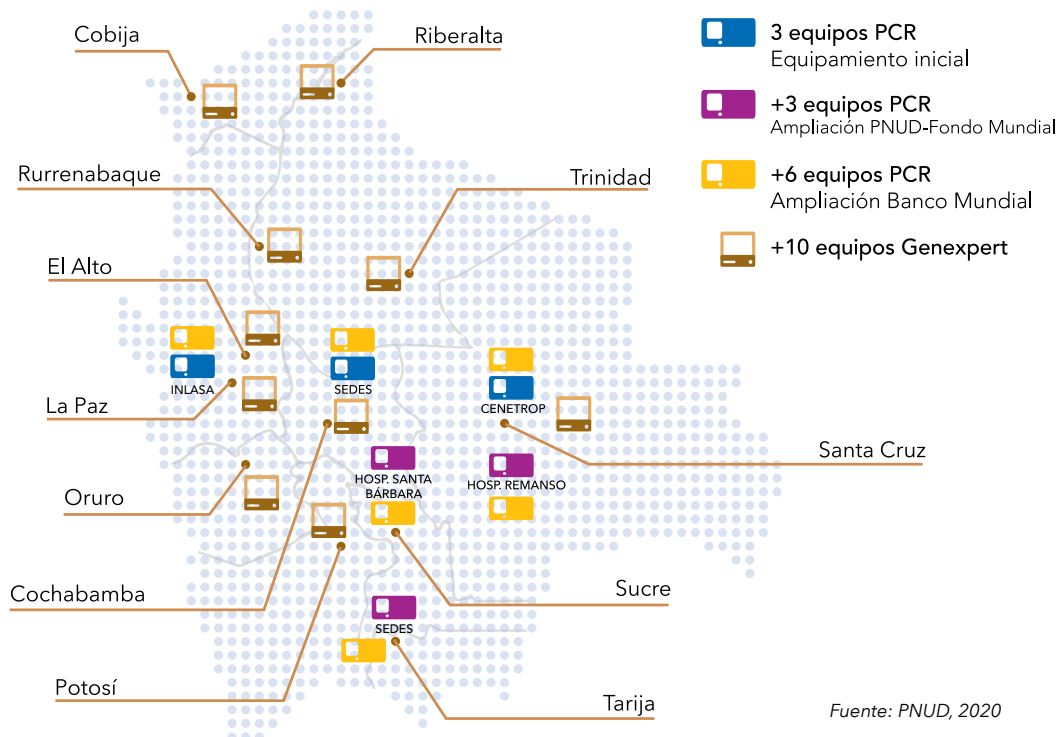 Cobija
Riberalta
3 equipos PCR
Equipamiento inicial
+3 equipos PCR
Ampliación PNUD-Fondo Mundial
+6 equipos PCR
Ampliación Banco Mundial
+10 equipos Genexpert
Rurrenabaque
Trinidad
El Alto
INLASA
SEDES
CENETROP
La Paz
Santa Cruz
HOSP. SANTA
BÁRBARA
HOSP. REMANSO
Oruro
Cochabamba
Sucre
SEDES
Potosí
Tarija
Fuente: PNUD, 2020